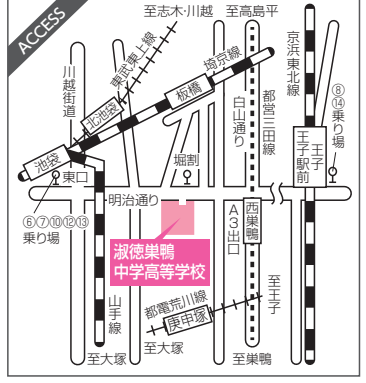 ACCESS
至志木・川越
至高島平
東武東上線
埼京線
京浜東北線
川越街道
北池袋
板橋
白山通り
都営三田線
⑧
⑭
乗り場
王子
王子駅前
池袋
東口
堀割
明治通り
⑥⑦⑩⑫⑬
乗り場
西巣鴨
A3出口
淑徳巣鴨
中学高等学校
山手線
都電荒川線
庚申塚
至王子
至大塚
至大塚
至巣鴨